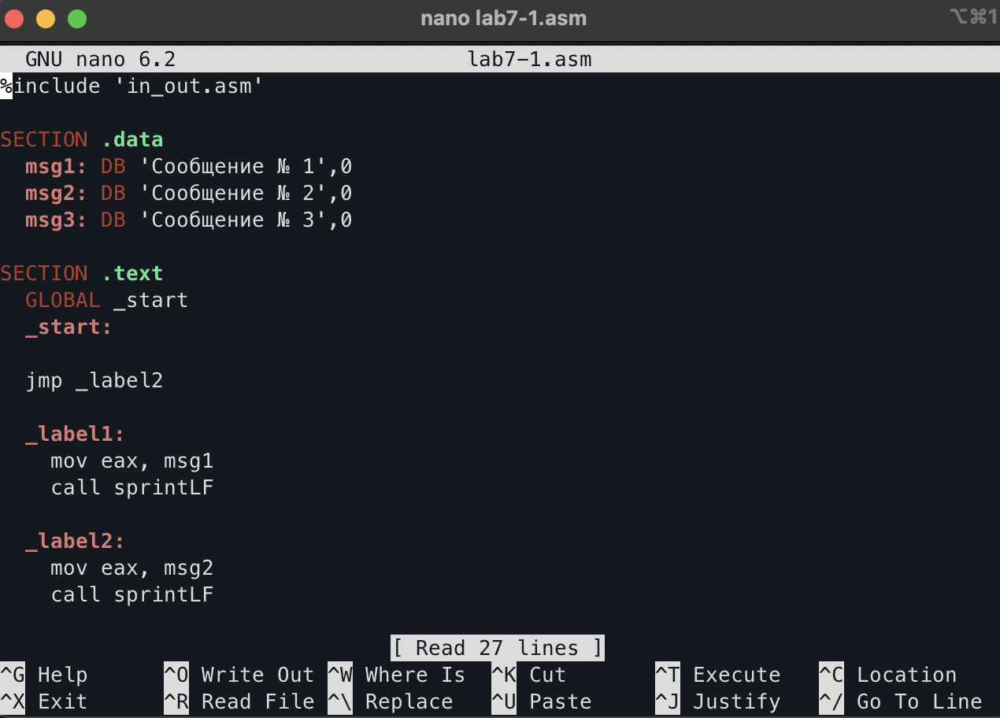 nano lab7-1.asm ⌥⌘1
GNU nano 6.2 lab7-1.asm
%include 'in_out.asm'
SECTION .data
msg1: DB 'Сообщение № 1',0
msg2: DB 'Сообщение № 2',0
msg3: DB 'Сообщение № 3',0
SECTION .text
GLOBAL _start
_start:
jmp _label2
_label1:
mov eax, msg1
call sprintLF
_label2:
mov eax, msg2
call sprintLF
[ Read 27 lines ]
^G Help ^O Write Out ^W Where Is ^K Cut ^T Execute ^C Location
^X Exit ^R Read File ^\ Replace ^U Paste ^J Justify ^/ Go To Line